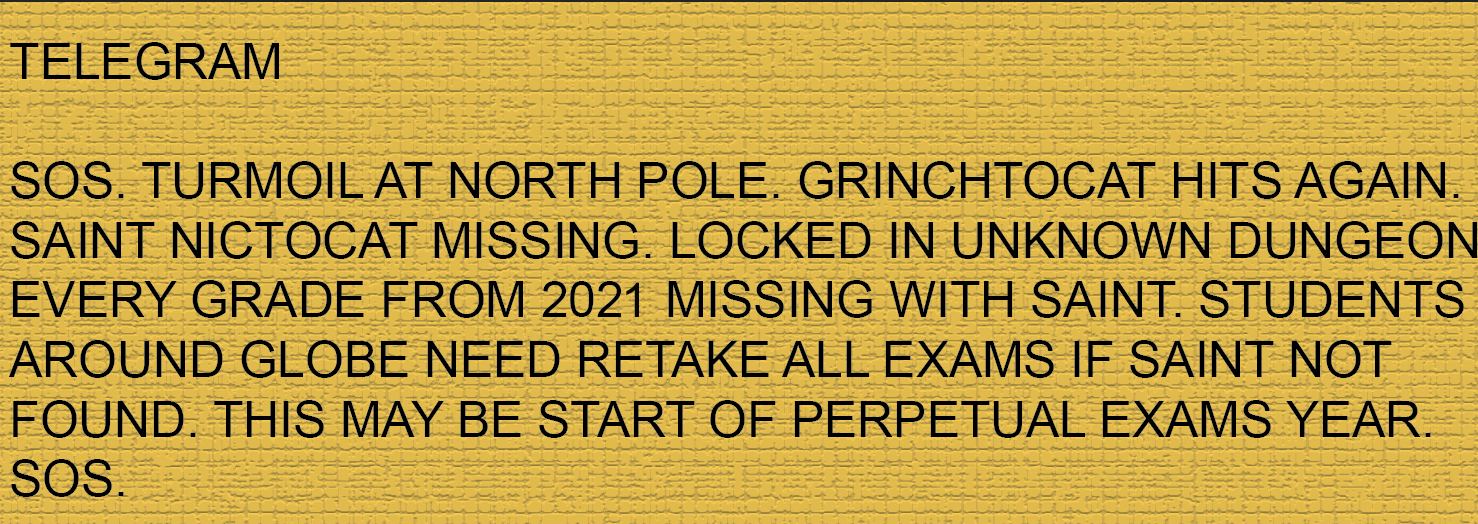 TELEGRAM
SOS. TURMOIL AT NORTH POLE. GRINCHTOCAT HITS AGAIN.
SAINT NICTOCAT MISSING. LOCKED IN UNKNOWN DUNGEON
EVERY GRADE FROM 2021 MISSING WITH SAINT. STUDENTS
AROUND GLOBE NEED RETAKE ALL EXAMS IF SAINT NOT
FOUND. THIS MAY BE START OF PERPETUAL EXAMS YEAR.
SOS.